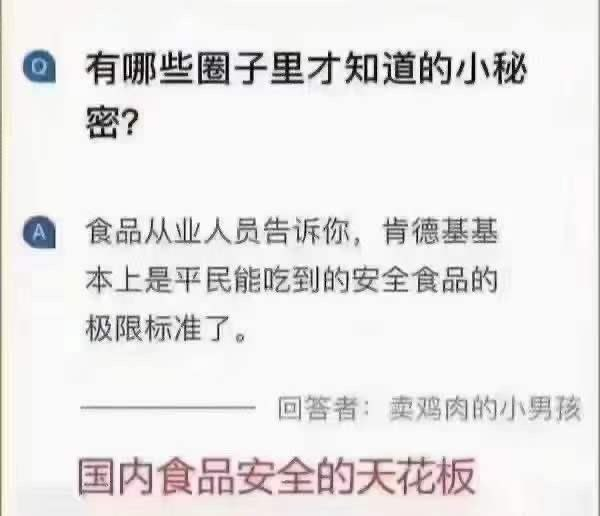 Q 有哪些圈子里才知道的小秘
密？
A 食品从业人员告诉你，肯德基基
本上是平民能吃到的安全食品的
极限标准了。
回答者：卖鸡肉的小男孩
国内食品安全的天花板